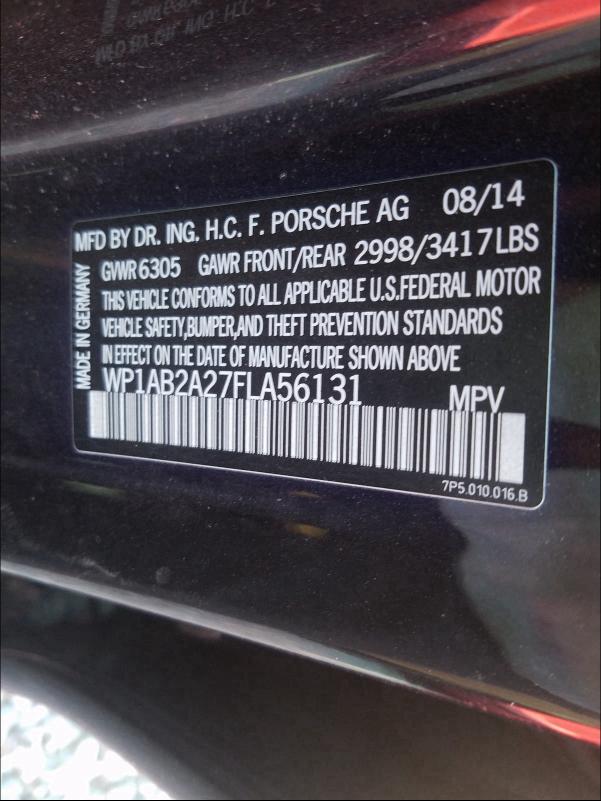 MFD BY DR. ING. H.C. F. PORSCHE AG 08/14
GVWR 6305 GAWR FRONT/REAR 2998/3417LBS
THIS VEHICLE CONFORMS TO ALL APPLICABLE U.S.FEDERAL MOTOR
VEHICLE SAFETY,BUMPER,AND THEFT PREVENTION STANDARDS
IN EFFECT ON THE DATE OF MANUFACTURE SHOWN ABOVE
WP1AB2A27FLA56131 MPV
7P5.010.016.B
MADE IN GERMANY